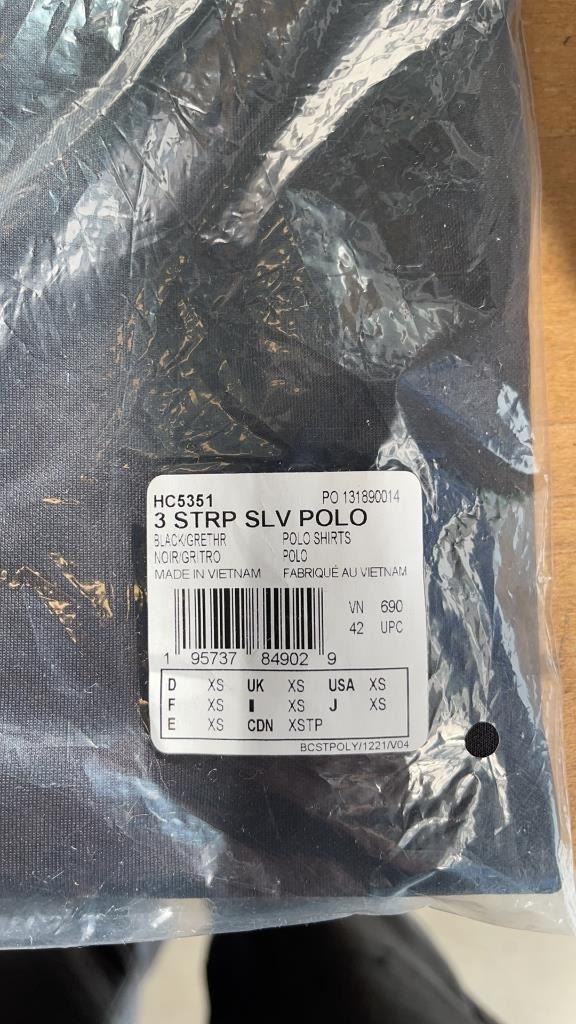 HC5351 PO 131890014
3 STRP SLV POLO
BLACK/GRETHR POLO SHIRTS
NOIR/GRITRO POLO
MADE IN VIETNAM FABRIQUÉ AU VIETNAM
VN 690
42 UPC
1 95737 84902 9
D XS UK XS USA XS
F XS I XS J XS
E XS CDN XSTP
BCSTPOLY/1221/V04